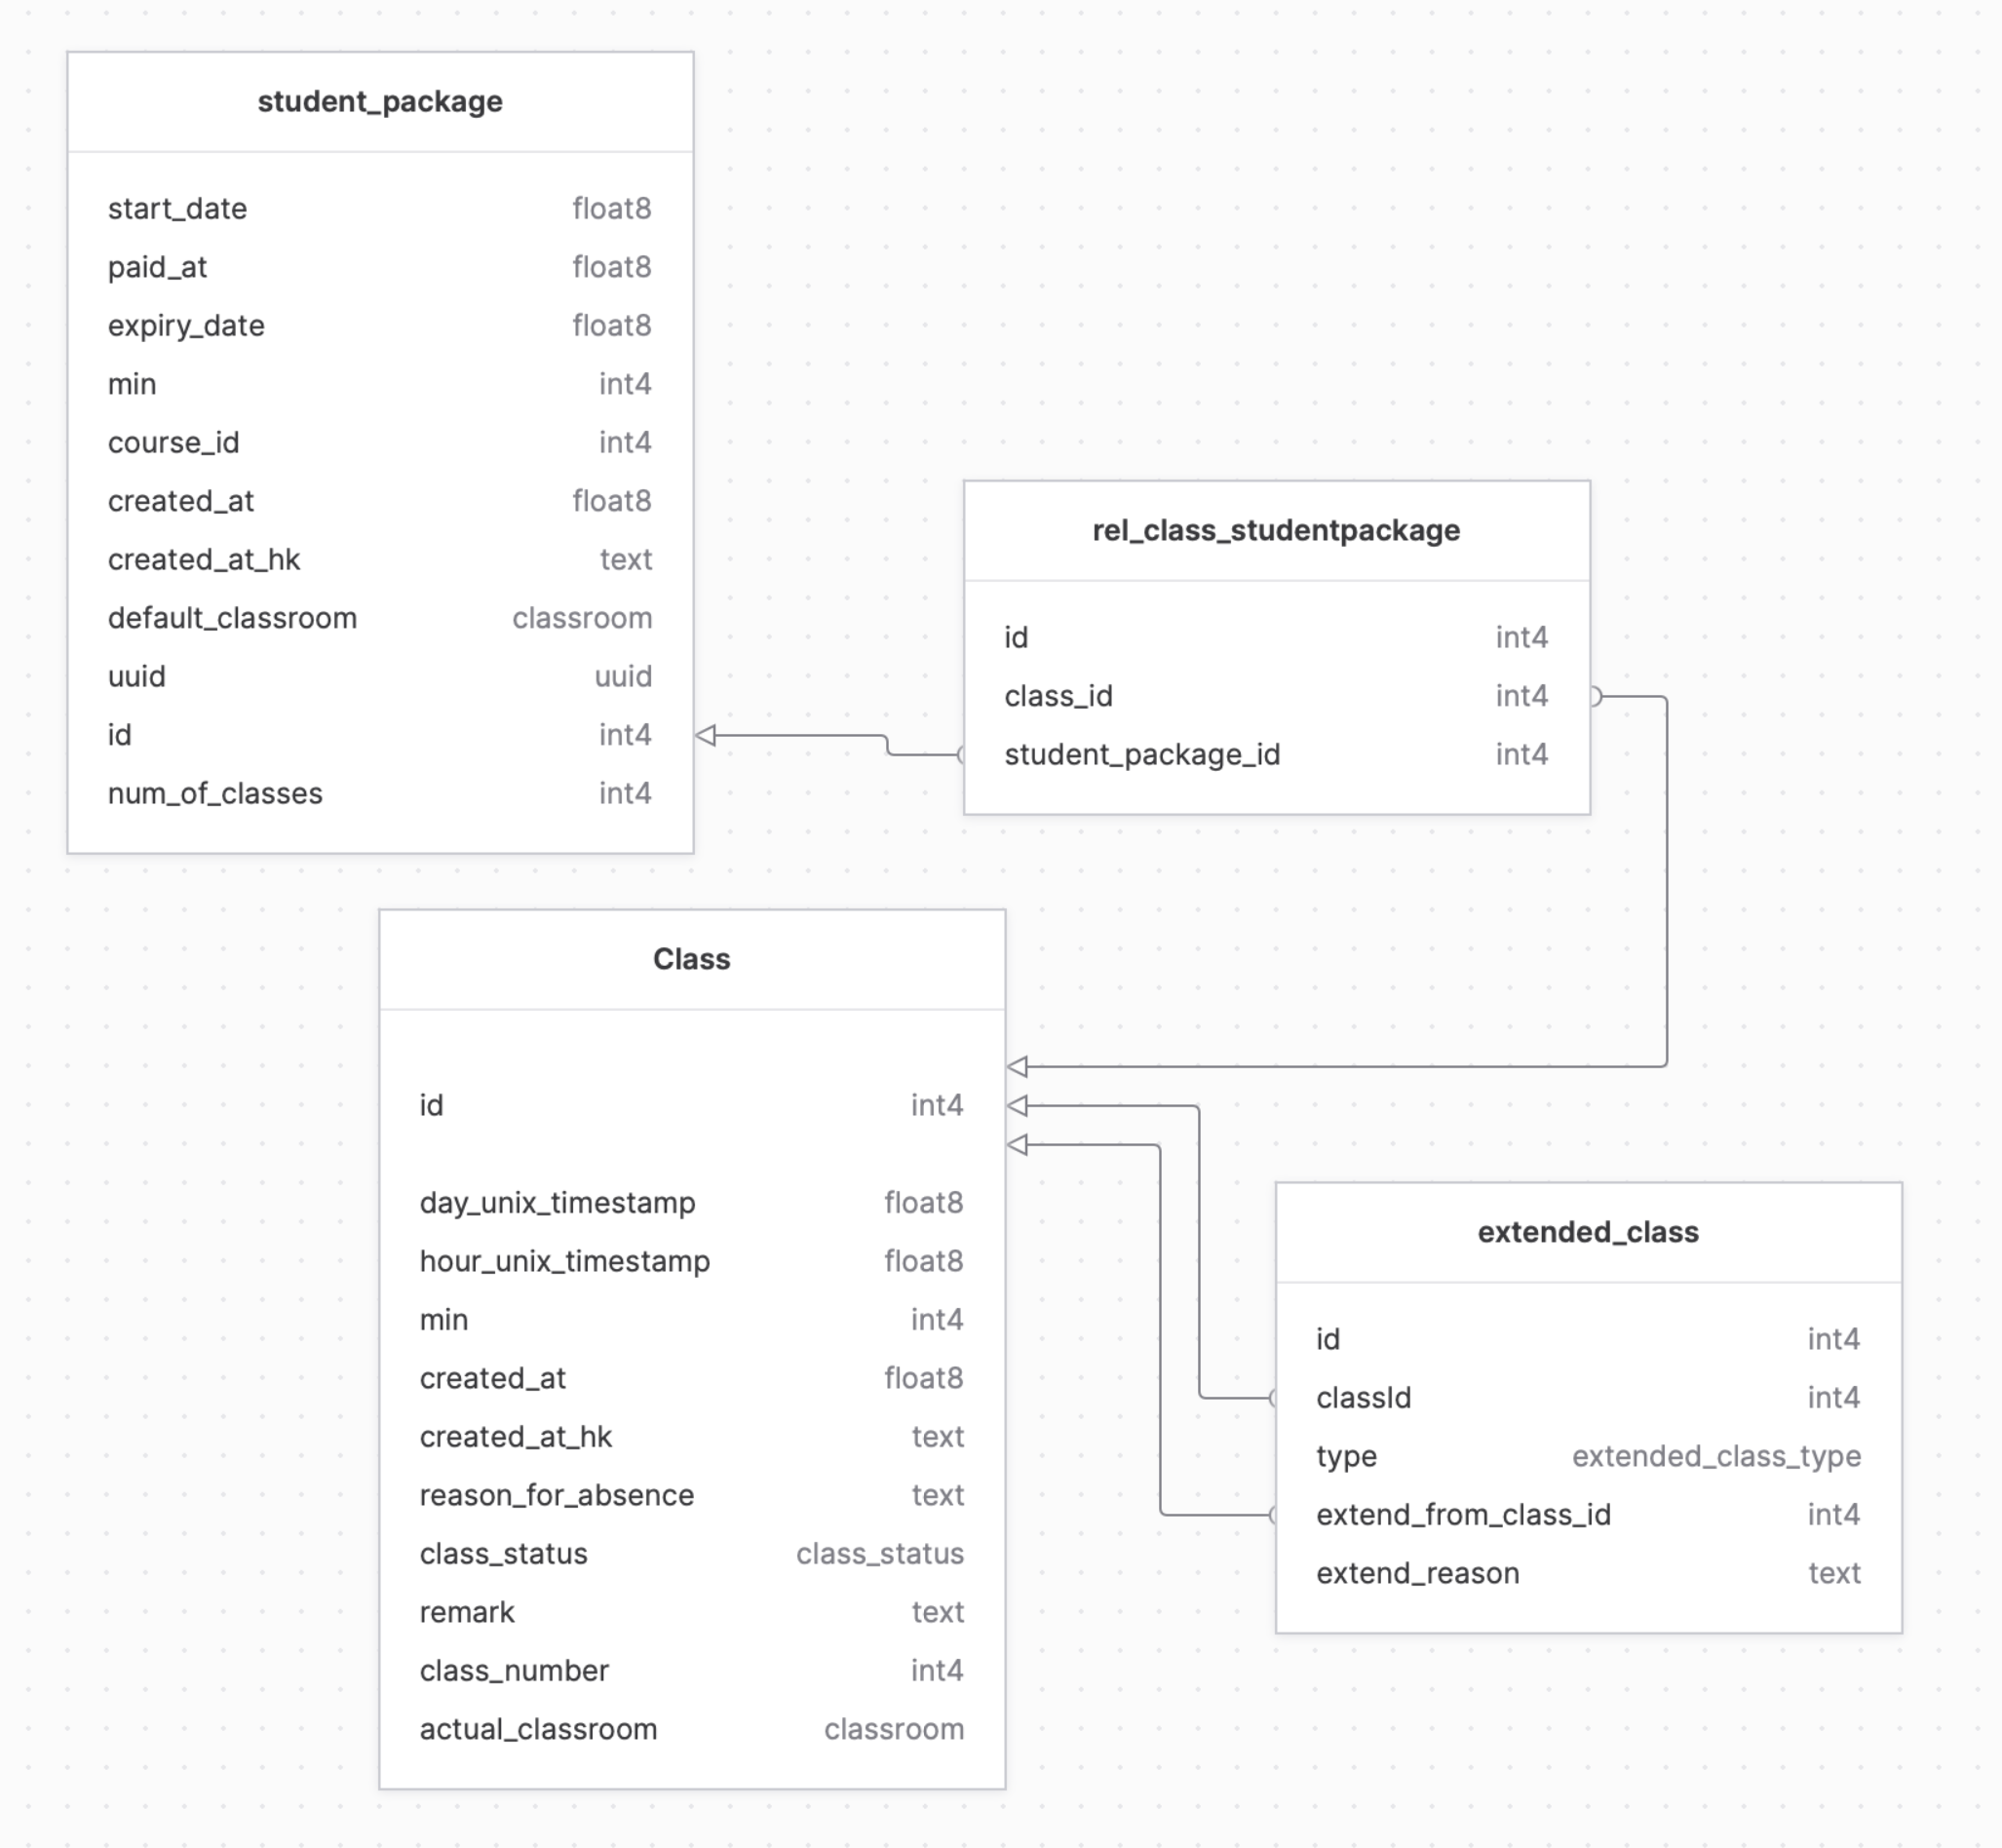 student_package
start_date float8
paid_at float8
expiry_date float8
min int4
course_id int4
created_at float8
created_at_hk text
default_classroom classroom
uuid uuid
id int4
num_of_classes int4
rel_class_studentpackage
id int4
class_id int4
student_package_id int4
Class
id int4
day_unix_timestamp float8
hour_unix_timestamp float8
min int4
created_at float8
created_at_hk text
reason_for_absence text
class_status class_status
remark text
class_number int4
actual_classroom classroom
extended_class
id int4
classId int4
type extended_class_type
extend_from_class_id int4
extend_reason text